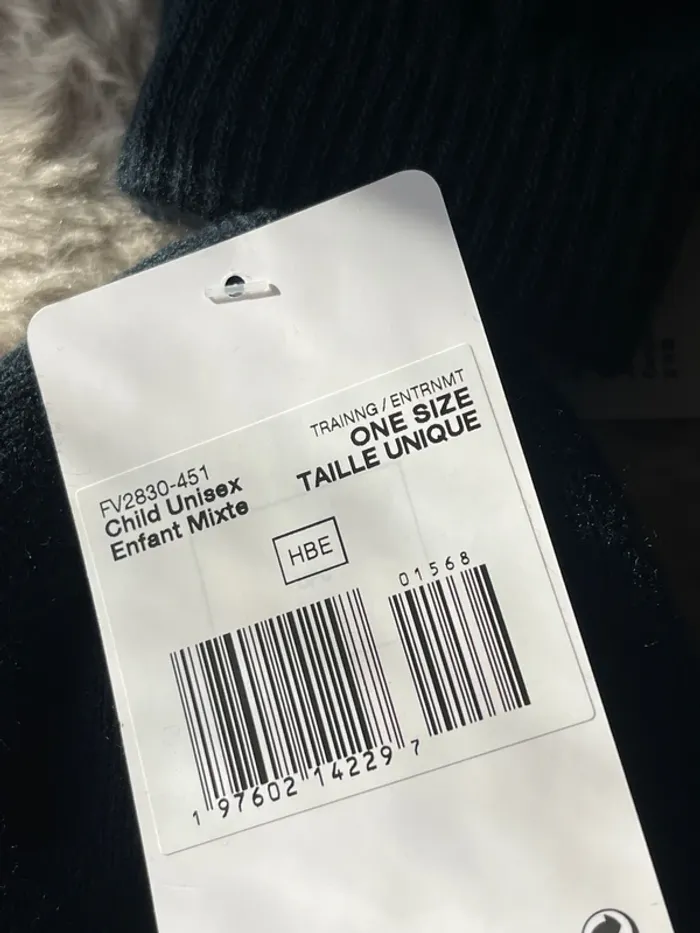 TRAINNG / ENTRNMT
ONE SIZE
TAILLE UNIQUE
FV2830-451
Child Unisex
Enfant Mixte
HBE
01568
1 97602 14229 7